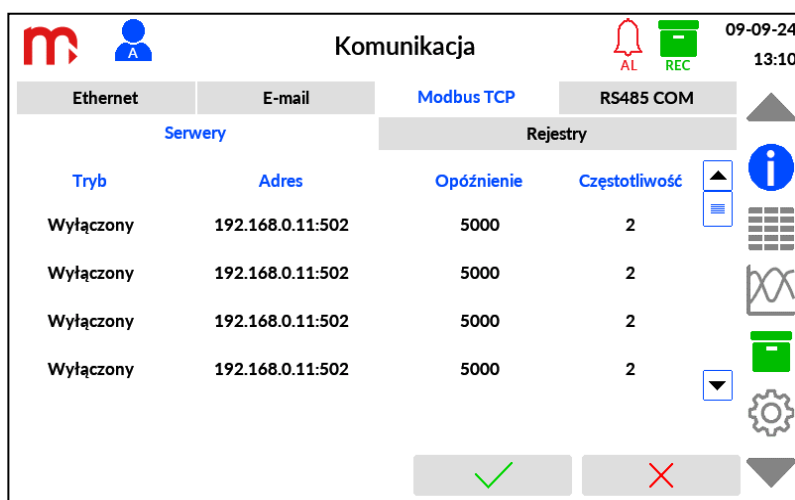 A
Komunikacja
AL
REC
09-09-24
13:10
Ethernet E-mail Modbus TCP RS485 COM
Serwery Rejestry
Tryb Adres Opóźnienie Częstotliwość
Wyłączony 192.168.0.11:502 5000 2
Wyłączony 192.168.0.11:502 5000 2
Wyłączony 192.168.0.11:502 5000 2
Wyłączony 192.168.0.11:502 5000 2